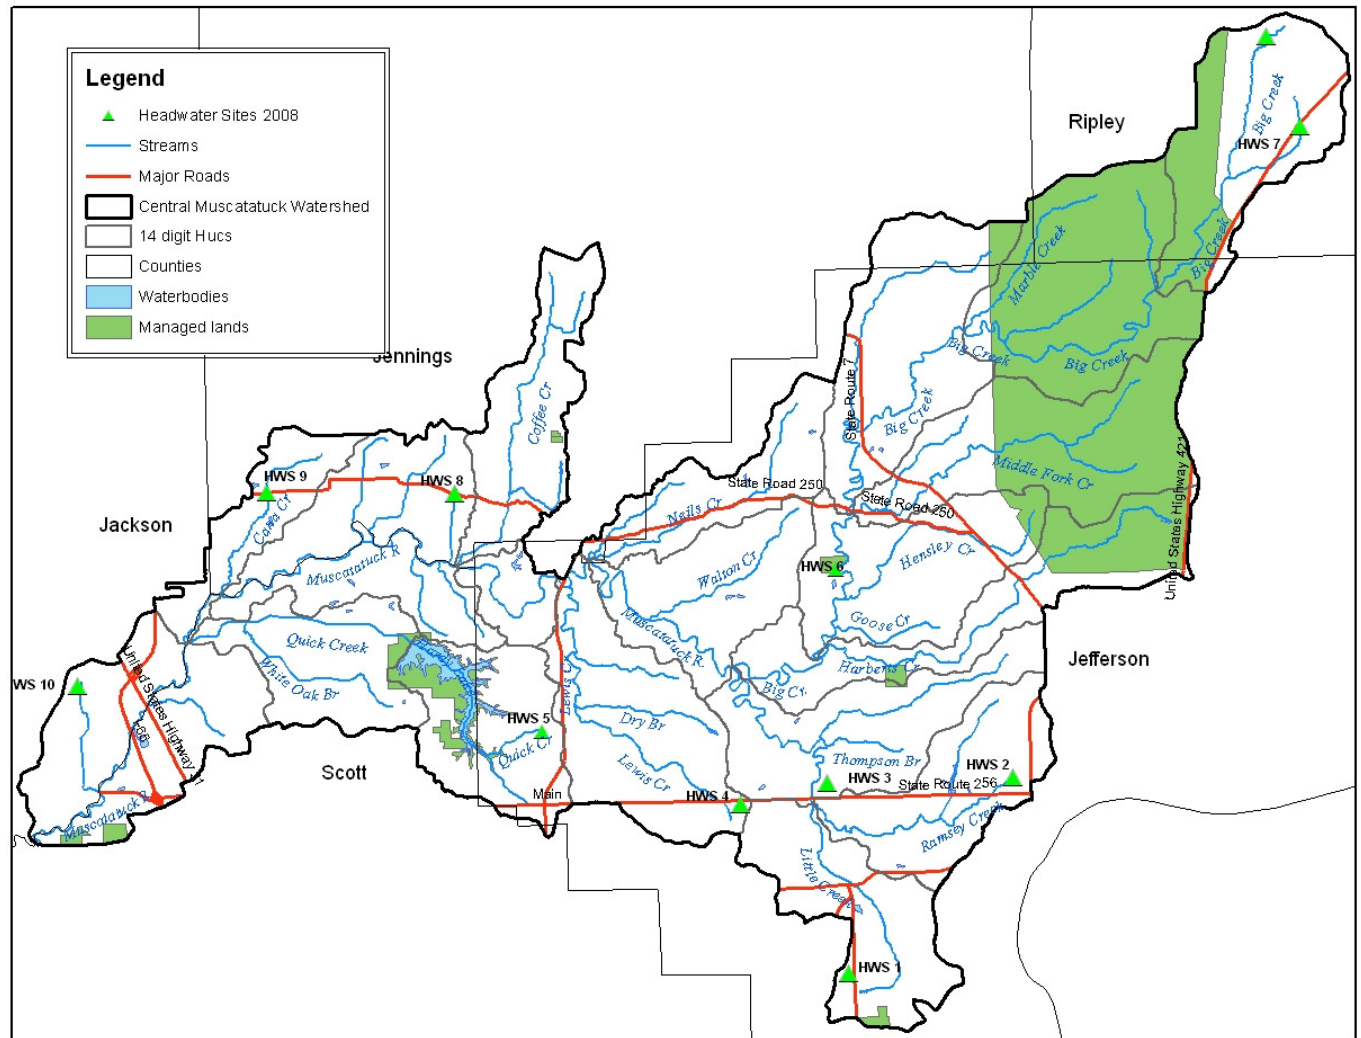 Legend
Headwater Sites 2008
Streams
Major Roads
Central Muscatatuck Watershed
14 digit Hucs
Counties
Waterbodies
Managed lands
Ripley
Big Creek
HWS 7
Big Creek
Marble Creek
Big Creek
Big Creek
Jennings
State Route 7
Big Creek
Coffee Cr
Middle Fork Cr
United States Highway 421
HWS 9
HWS 8
State Road 250
State Road 250
Neils Cr
Jackson
Hensley Cr
Muscatatuck R
Walton Cr
HWS 6
Goose Cr
Muscatatuck R.
Quick Creek
Harberts Cr
Jefferson
White Oak Br
Big Cr.
WS 10
United States Highway
I-65
Lewis Cr
HWS 5
Dry Br
Quick Cr
Thompson Br
Scott
Lewis Cr
HWS 3
HWS 2
State Route 256
Main
HWS 4
Muscatatuck R
Ramsey Creek
Little Creek
HWS 1